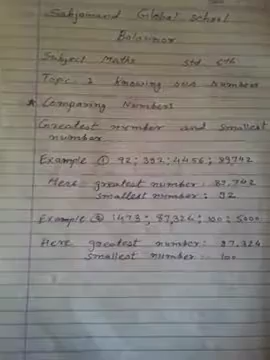 Global School
Balasinor
Subject Maths Std 6th
Topic 1 Knowing our Numbers
* Comparing Numbers
Greatest number and smallest
number
Example ① 92; 392; 4456; 89742
Here greatest number: 89,742
smallest number: 92
Example ② 1473; 87,324; 100; 5000
Here greatest number: 87,324
smallest number: 100